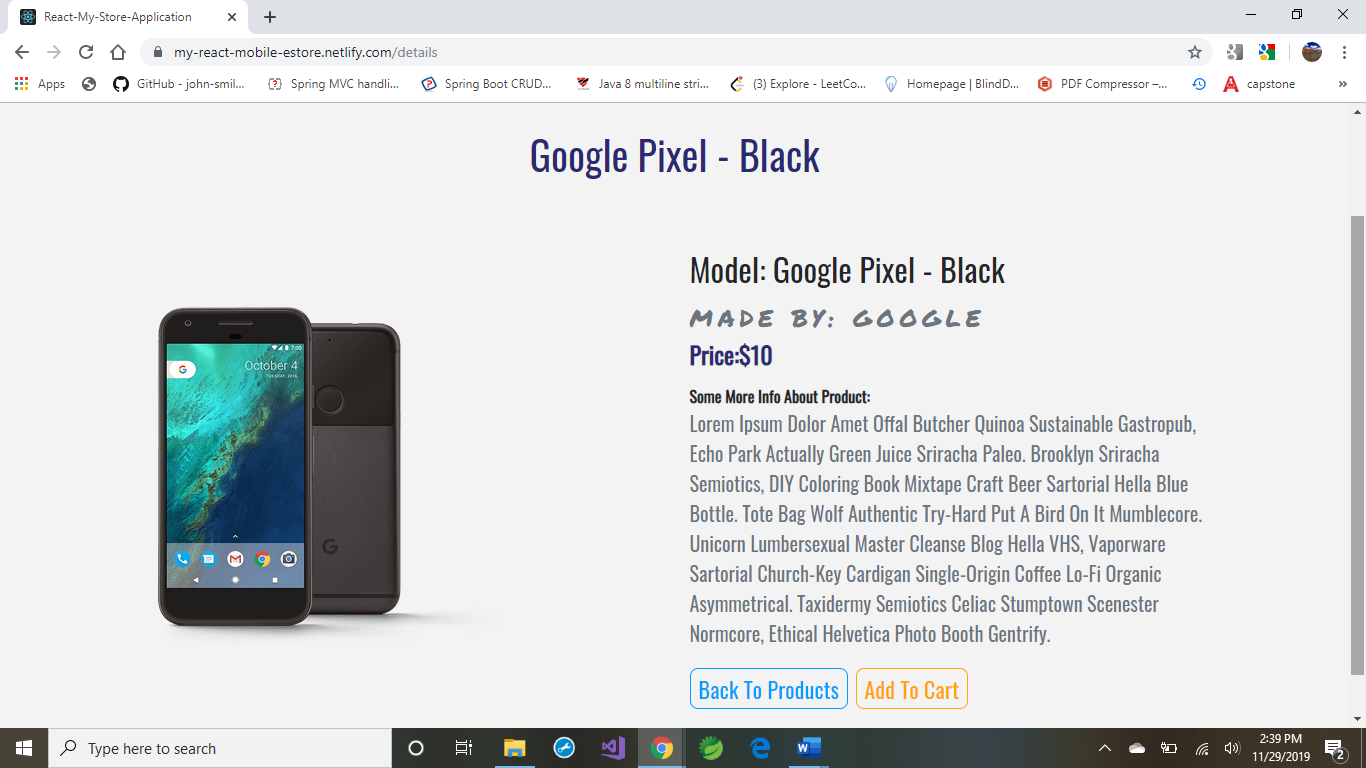 React-My-Store-Application
my-react-mobile-estore.netlify.com/details
Apps
GitHub - john-smil...
Spring MVC handli...
Spring Boot CRUD...
Java 8 multiline stri...
(3) Explore - LeetCo...
Homepage | BlindD...
PDF Compressor –...
capstone
»
Google Pixel - Black
Model: Google Pixel - Black
MADE BY: GOOGLE
Price:$10
Some More Info About Product:
Lorem Ipsum Dolor Amet Offal Butcher Quinoa Sustainable Gastropub,
Echo Park Actually Green Juice Sriracha Paleo. Brooklyn Sriracha
Semiotics, DIY Coloring Book Mixtape Craft Beer Sartorial Hella Blue
Bottle. Tote Bag Wolf Authentic Try-Hard Put A Bird On It Mumblecore.
Unicorn Lumbersexual Master Cleanse Blog Hella VHS, Vaporware
Sartorial Church-Key Cardigan Single-Origin Coffee Lo-Fi Organic
Asymmetrical. Taxidermy Semiotics Celiac Stumptown Scenester
Normcore, Ethical Helvetica Photo Booth Gentrify.
Back To Products
Add To Cart
7:00
October 4
TUESDAY, 2016
G
Type here to search
2:39 PM
11/29/2019
2